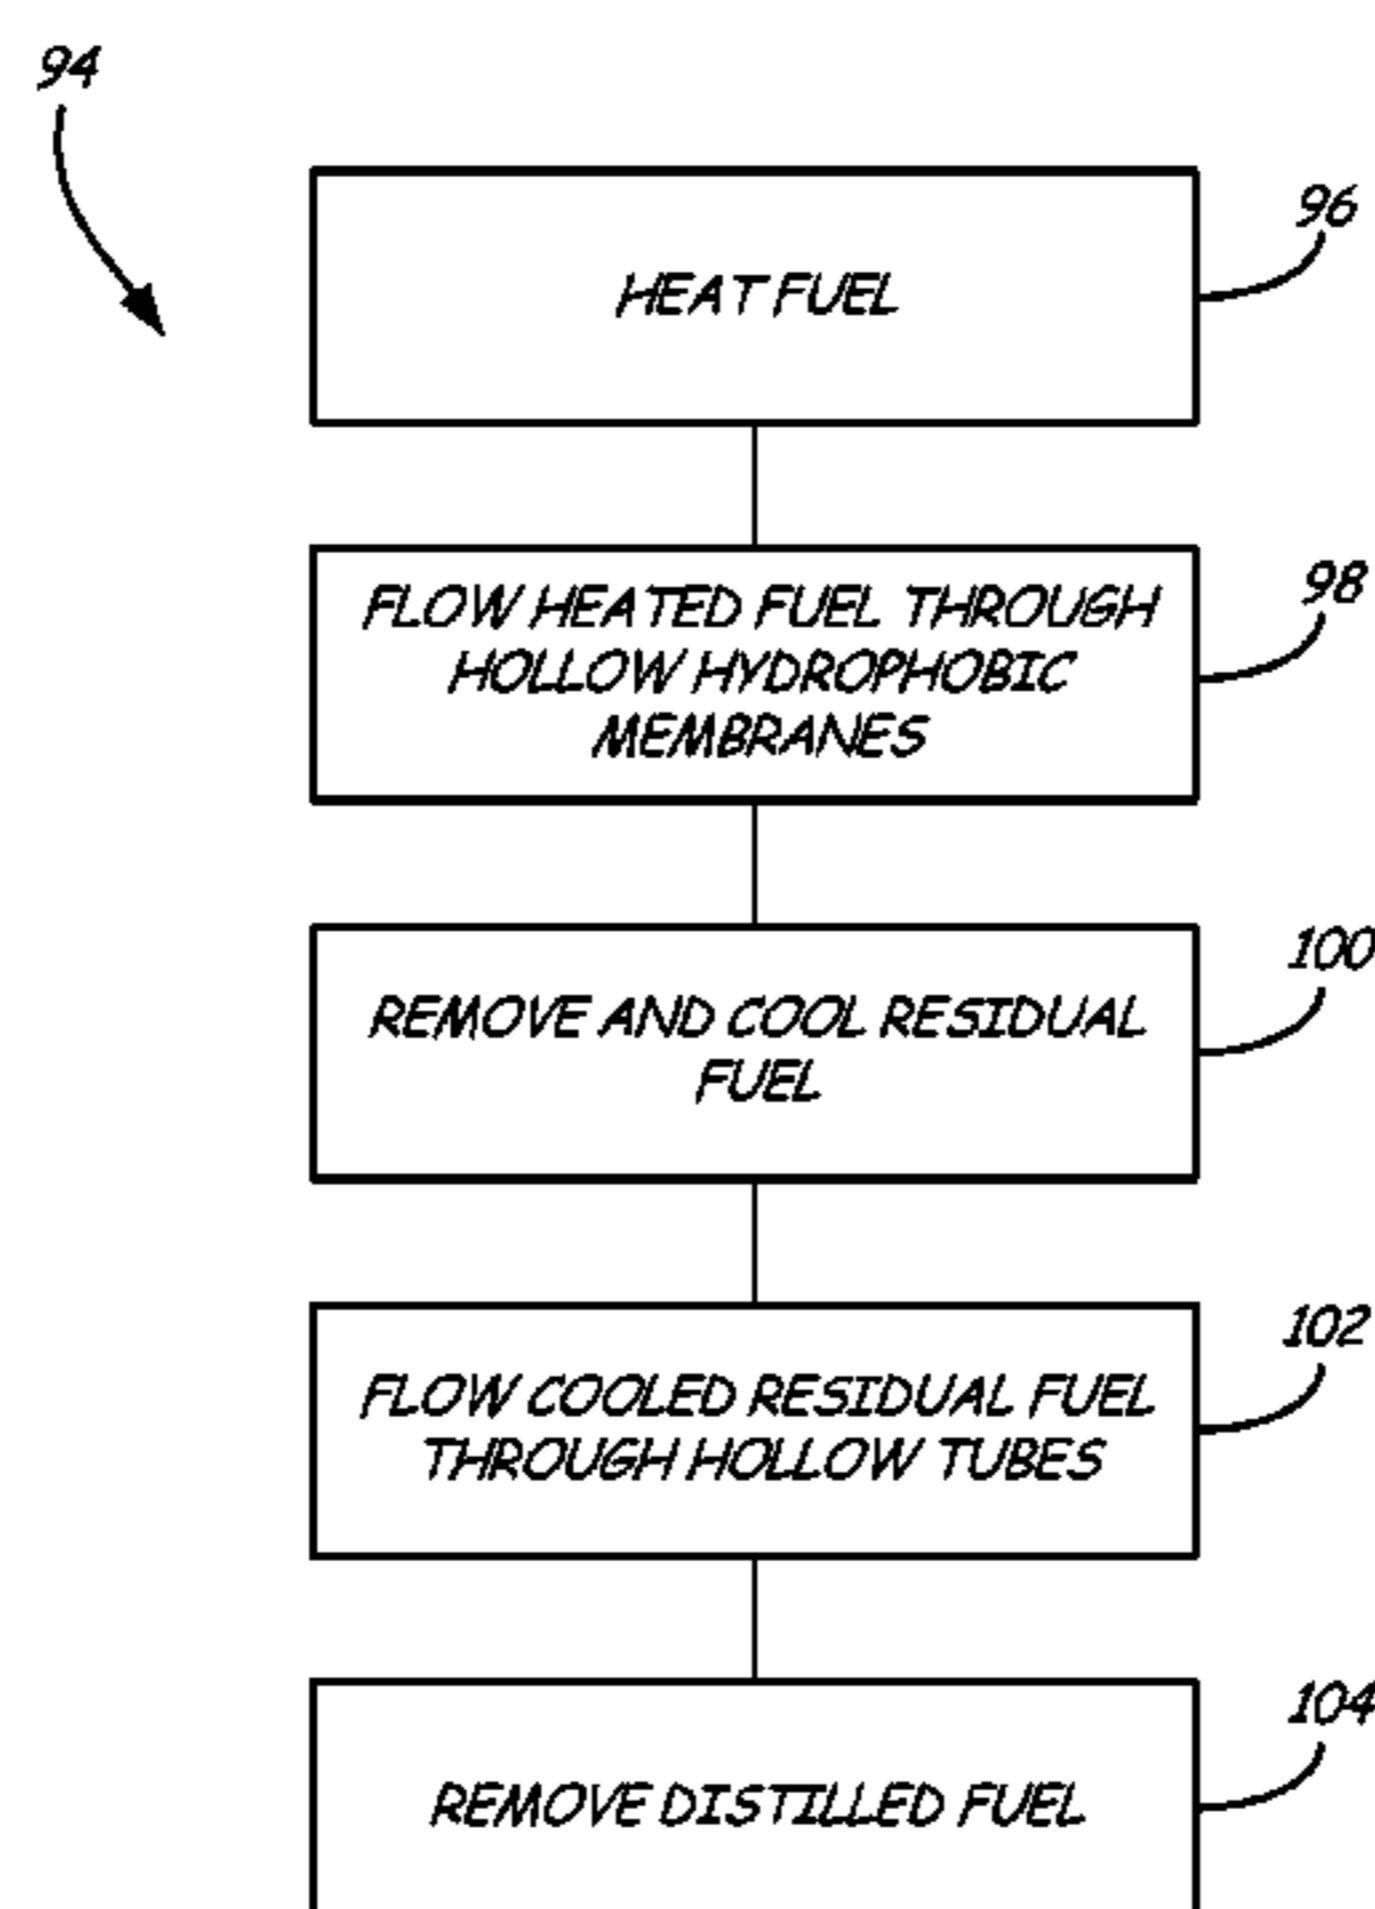 94
96
HEAT FUEL
98
FLOW HEATED FUEL THROUGH
HOLLOW HYDROPHOBIC
MEMBRANES
100
REMOVE AND COOL RESIDUAL
FUEL
102
FLOW COOLED RESIDUAL FUEL
THROUGH HOLLOW TUBES
104
REMOVE DISTILLED FUEL